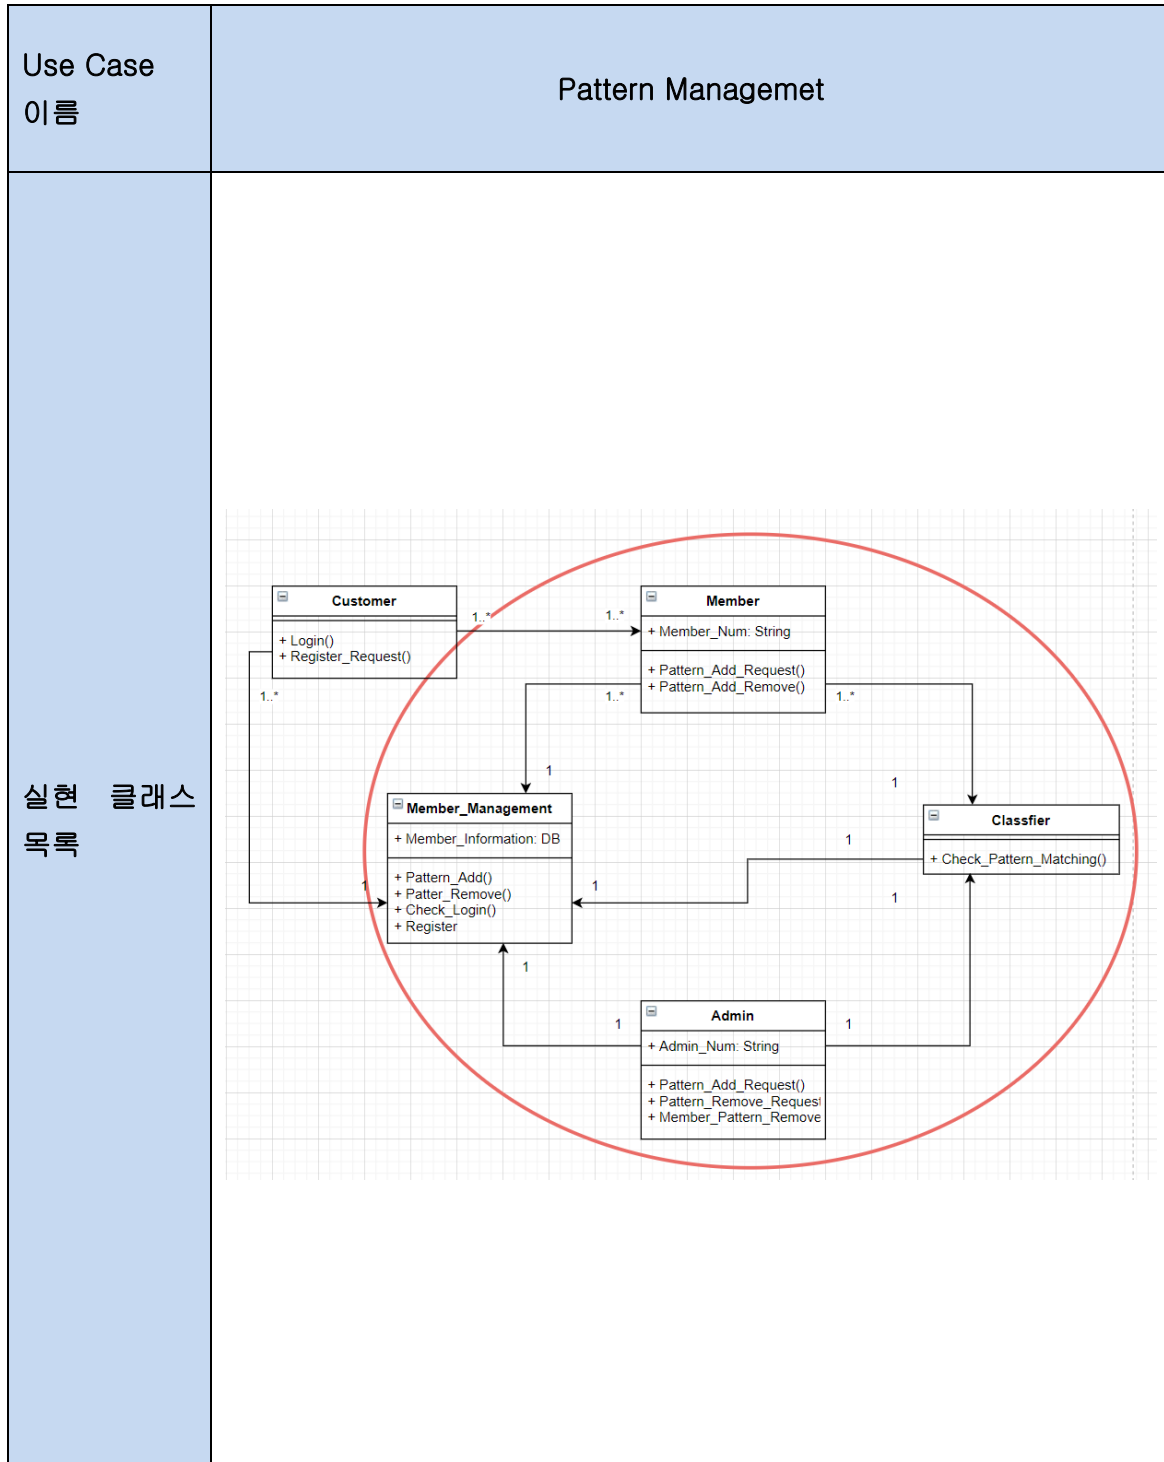 Use Case
이름
Pattern Managemet
실현 클래스
목록
Customer
+ Login()
+ Register_Request()
1..*
1..*
1..*
Member
+ Member_Num: String
+ Pattern_Add_Request()
+ Pattern_Add_Remove()
1..*
1..*
1
1
Member_Management
+ Member_Information: DB
+ Pattern_Add()
+ Patter_Remove()
+ Check_Login()
+ Register
1
1
1
Classfier
+ Check_Pattern_Matching()
1
1
1
1
Admin
+ Admin_Num: String
+ Pattern_Add_Request()
+ Pattern_Remove_Request
+ Member_Pattern_Remove